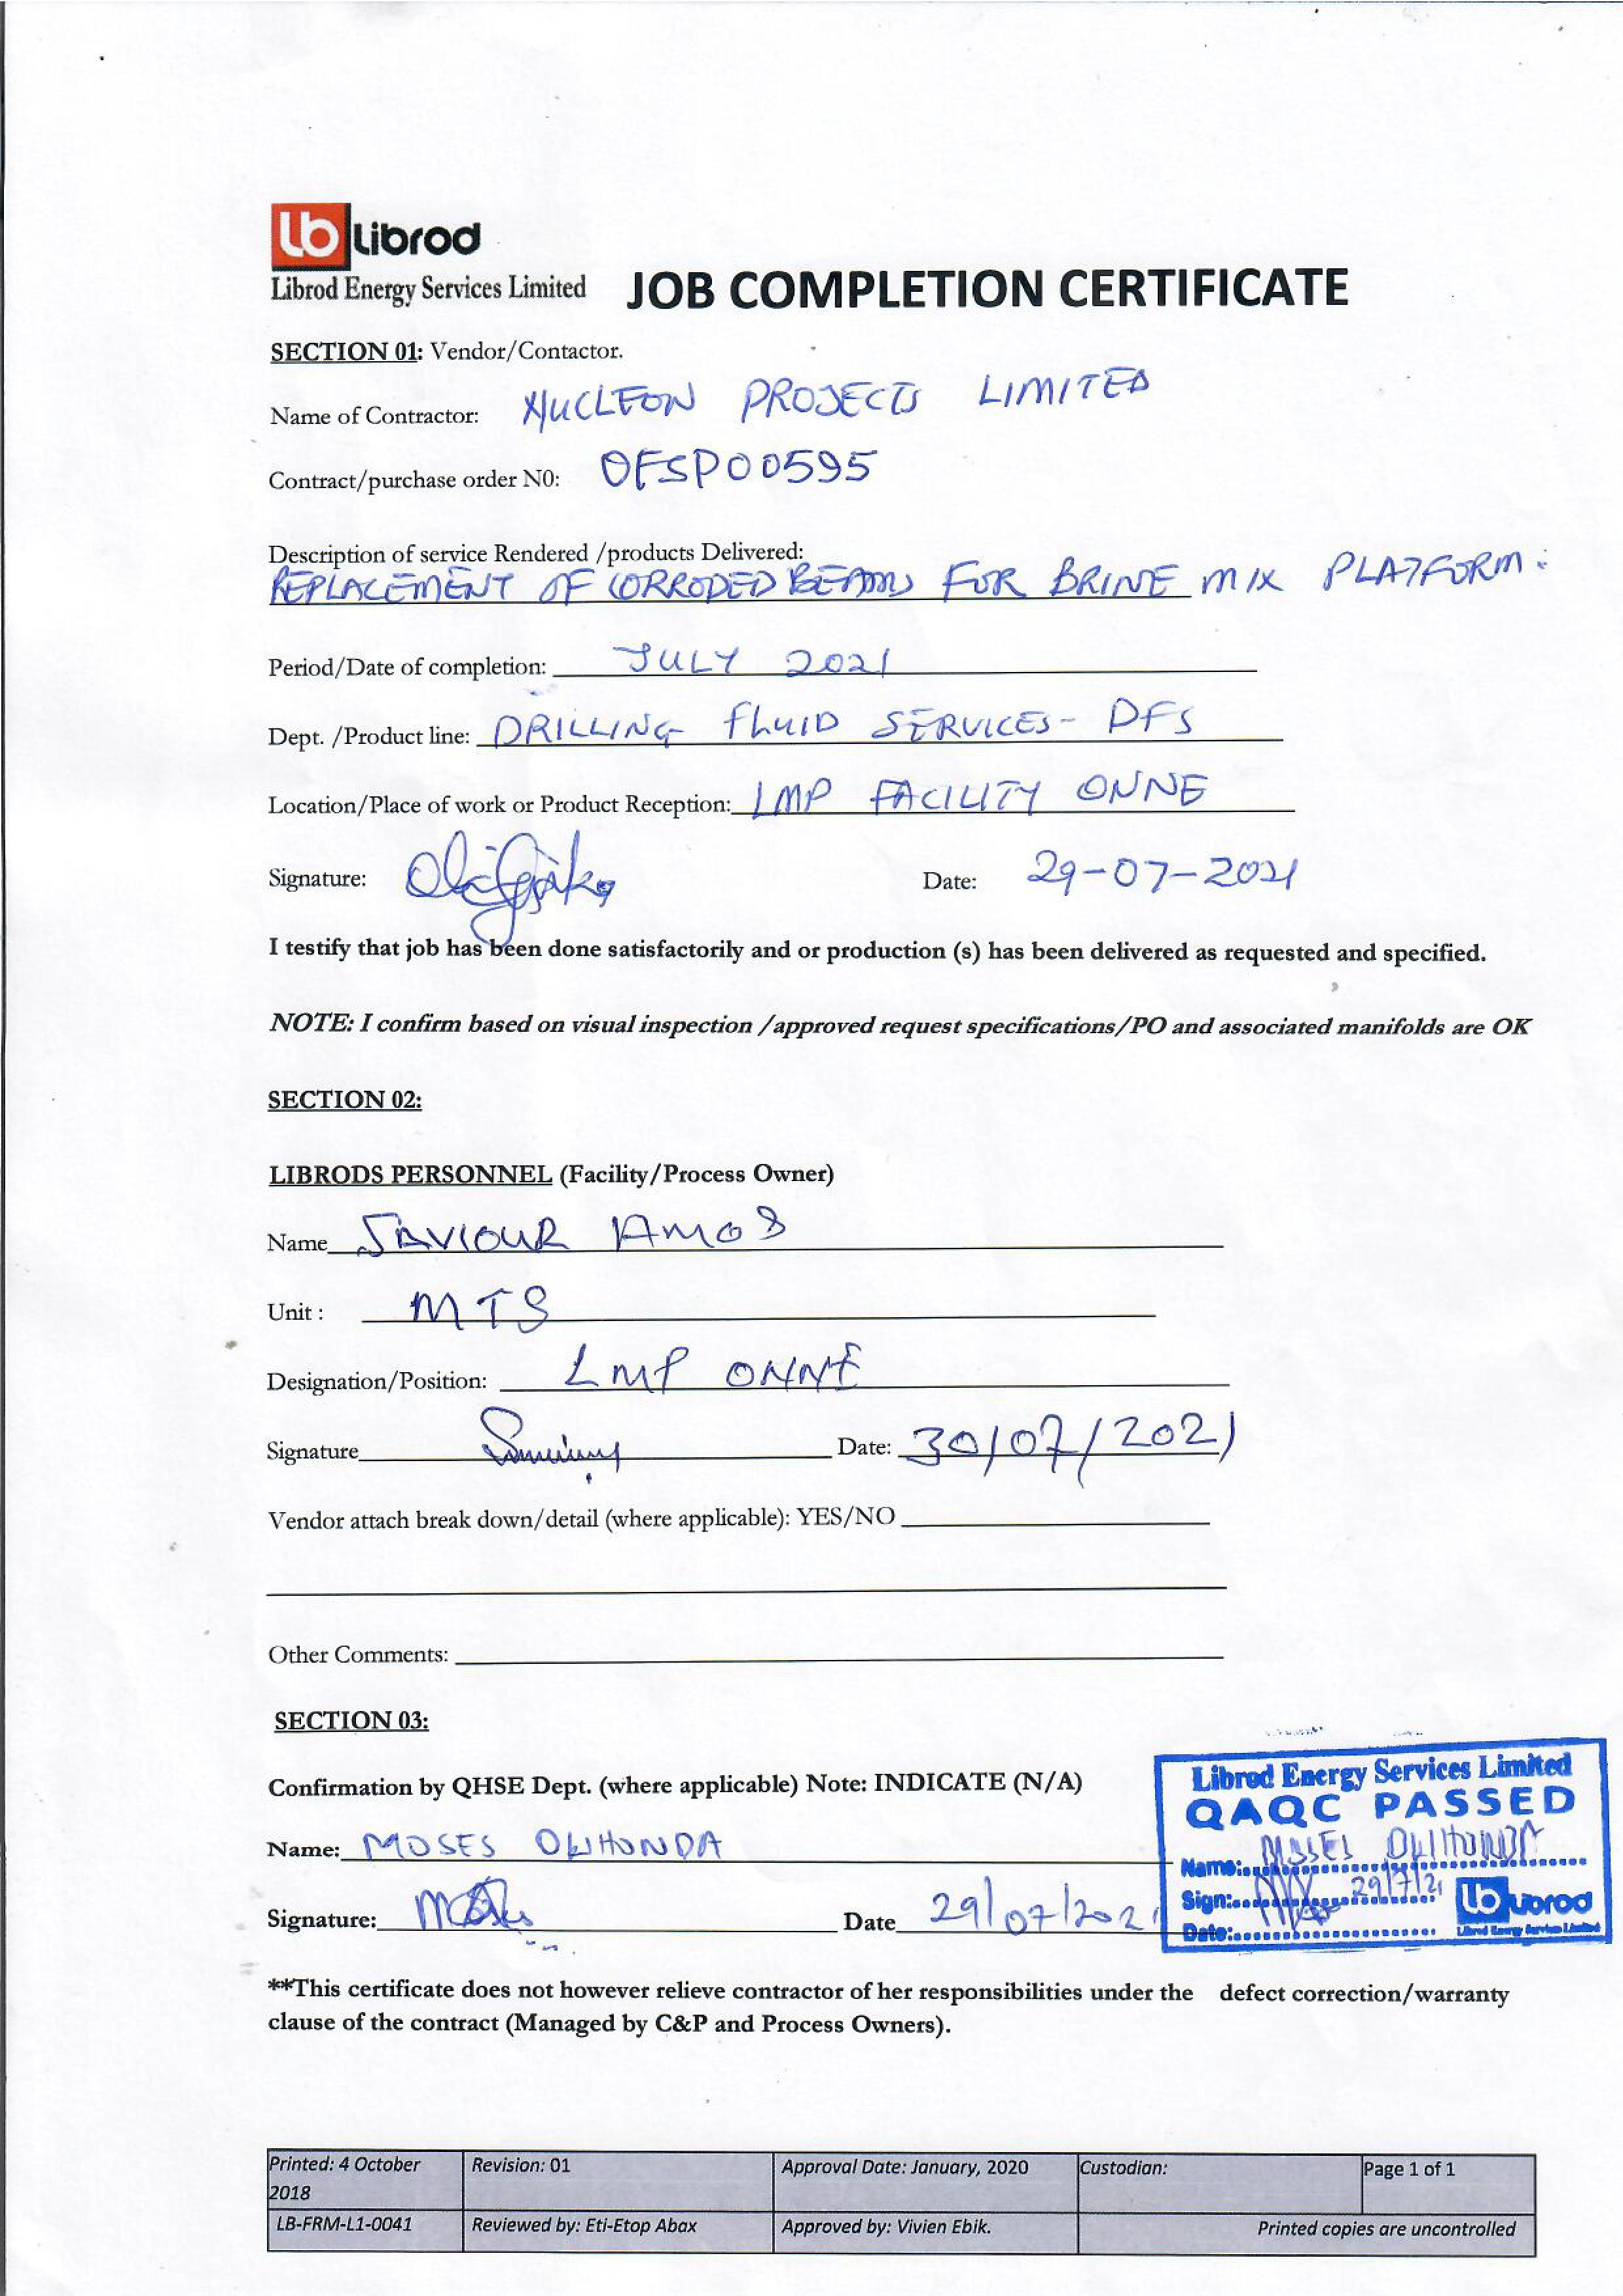 lb Librod
Librod Energy Services Limited JOB COMPLETION CERTIFICATE
SECTION 01: Vendor/Contactor.
Name of Contractor: NUCLEON PROJECTS LIMITED
Contract/purchase order N0: OFSP00595
Description of service Rendered /products Delivered:
REPLACEMENT OF CORRODED BEAMS FOR BRINE MIX PLATFORM.
Period/Date of completion: JULY 2021
Dept. /Product line: DRILLING FLUID SERVICES - DFS
Location/Place of work or Product Reception: LMP FACILITY ONNE
Signature: Date: 29-07-2021
I testify that job has been done satisfactorily and or production (s) has been delivered as requested and specified.
NOTE: I confirm based on visual inspection /approved request specifications/PO and associated manifolds are OK
SECTION 02:
LIBRODS PERSONNEL (Facility/Process Owner)
Name SAVIOUR AMOS
Unit : MTS
Designation/Position: LMP ONNE
Signature Date: 30/07/2021
Vendor attach break down/detail (where applicable): YES/NO
Other Comments:
SECTION 03:
Confirmation by QHSE Dept. (where applicable) Note: INDICATE (N/A)
Name: MOSES OWHONDA
Signature: Date 29/07/2021
Librod Energy Services Limited
QAQC PASSED
Name: MOSES OWHONDA
Sign: 29/7/21
Date:
lb Librod
Librod Energy Services Limited
**This certificate does not however relieve contractor of her responsibilities under the defect correction/warranty
clause of the contract (Managed by C&P and Process Owners).
Printed: 4 October 2018 Revision: 01 Approval Date: January, 2020 Custodian: Page 1 of 1
LB-FRM-L1-0041 Reviewed by: Eti-Etop Abax Approved by: Vivien Ebik. Printed copies are uncontrolled